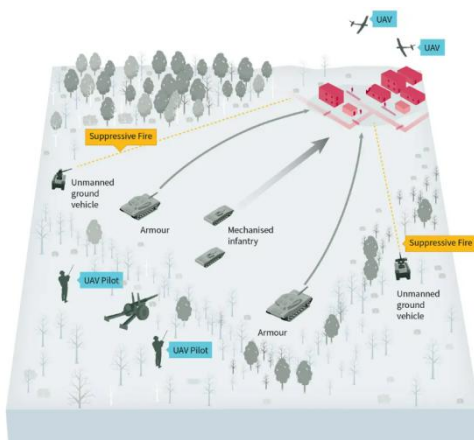 UAV
UAV
Suppressive Fire
Unmanned
ground
vehicle
Armour
Mechanised
infantry
Suppressive Fire
UAV Pilot
Unmanned
ground
vehicle
Armour
UAV Pilot